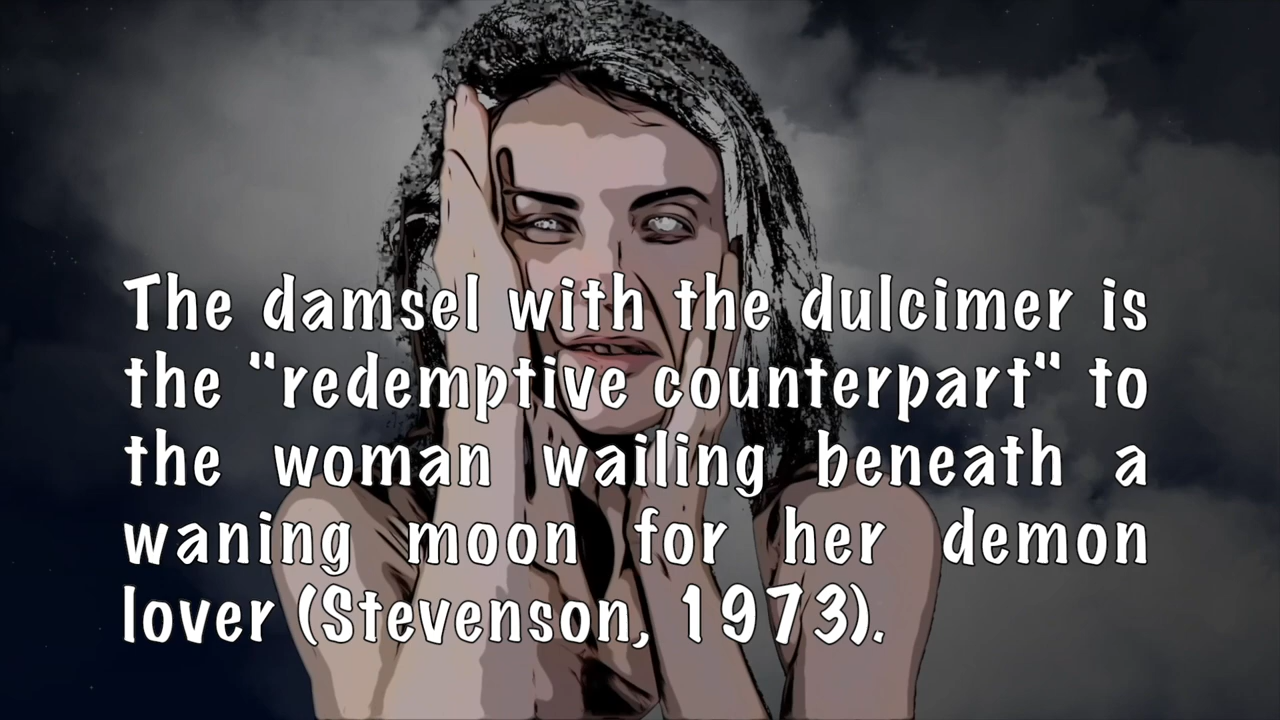 The damsel with the dulcimer is
the “redemptive counterpart“ to
the woman wailing beneath a
waning moon for her demon
lover (Stevenson, 1973).